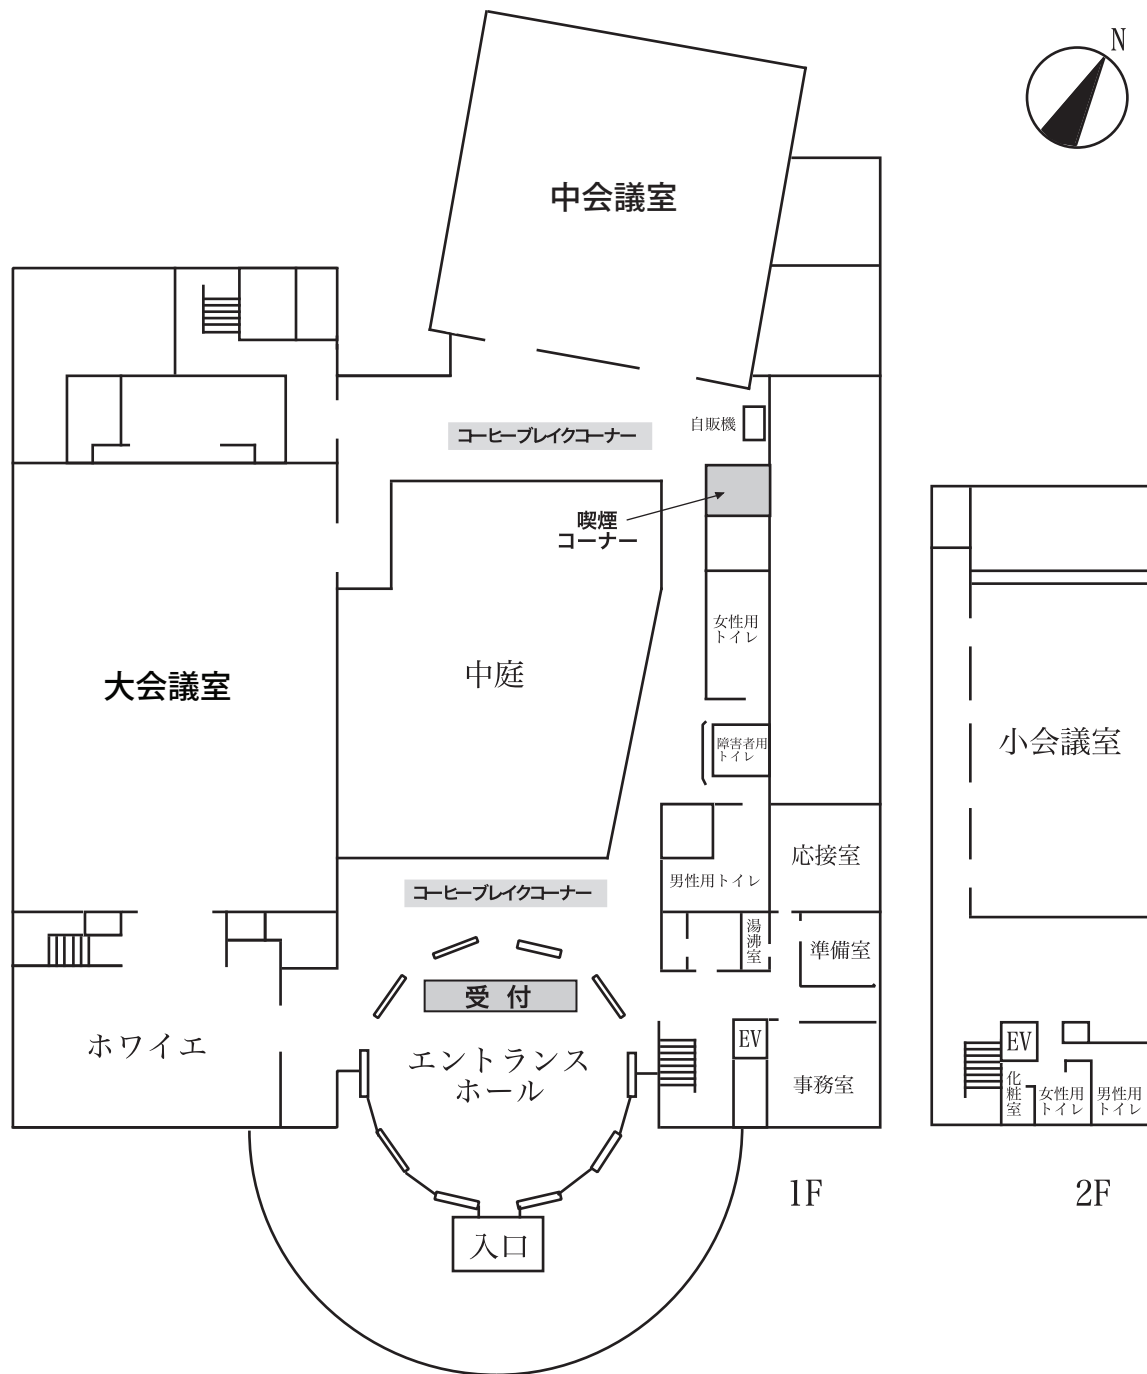 N
中会議室
自販機
コーヒーブレイクコーナー
喫煙
コーナー
女性用
トイレ
大会議室
中庭
障害者用
トイレ
小会議室
応接室
男性用トイレ
コーヒーブレイクコーナー
湯沸室
準備室
受付
ホワイエ
エントランス
ホール
EV
事務室
EV
化粧室
女性用
トイレ
男性用
トイレ
1F
2F
入口